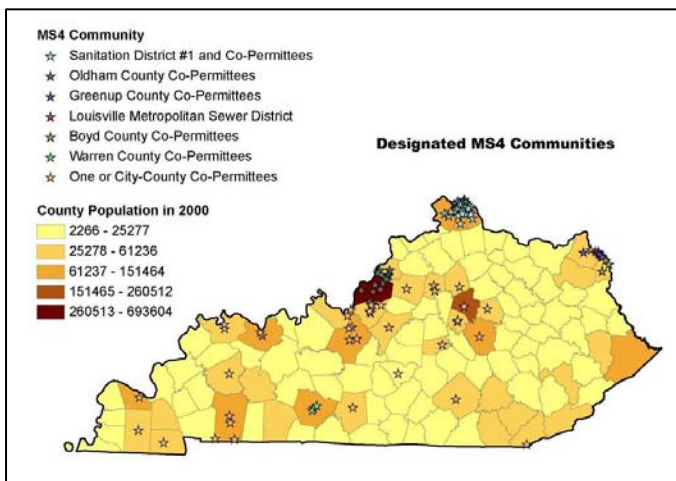 MS4 Community
Sanitation District #1 and Co-Permittees
Oldham County Co-Permittees
Greenup County Co-Permittees
Louisville Metropolitan Sewer District
Boyd County Co-Permittees
Warren County Co-Permittees
One or City-County Co-Permittees
Designated MS4 Communities
County Population in 2000
2266 - 25277
25278 - 61236
61237 - 151464
151465 - 260512
260513 - 693604